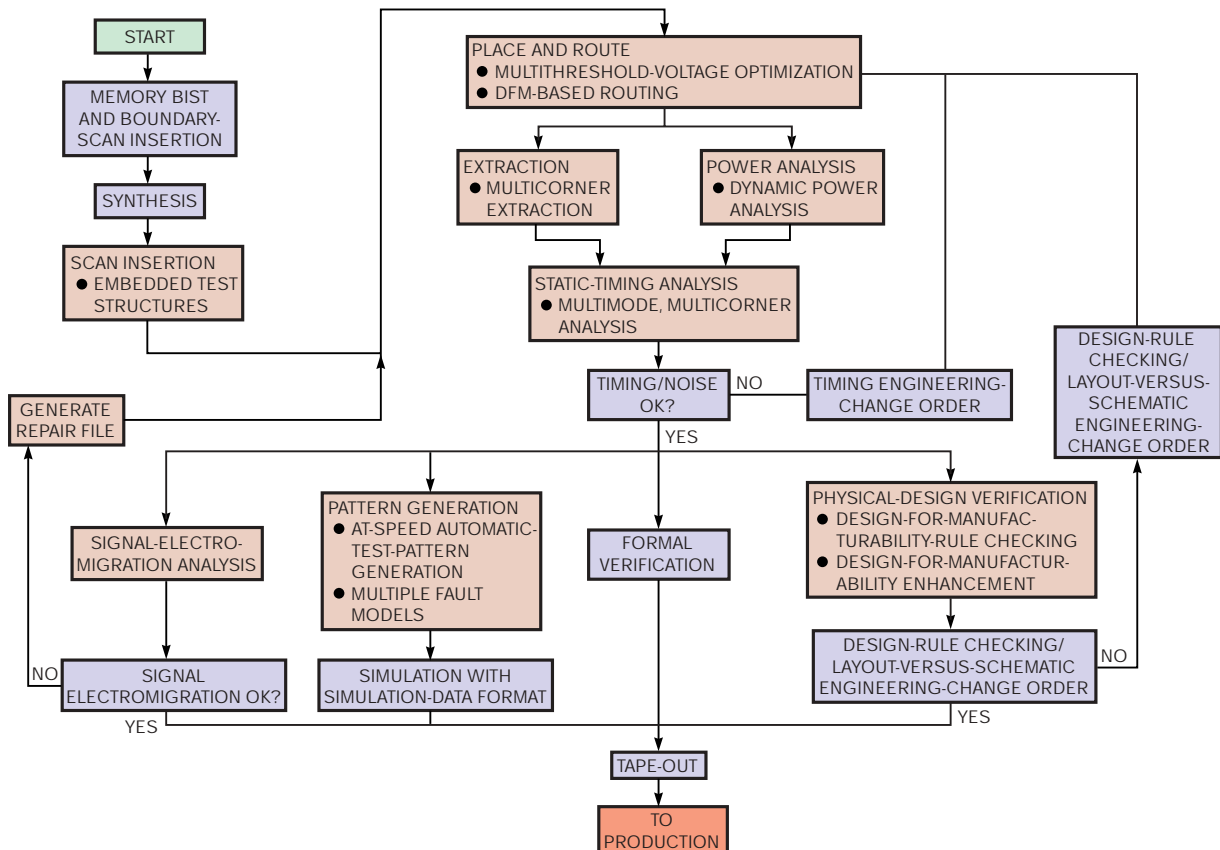 START
MEMORY BIST
AND BOUNDARY-
SCAN INSERTION
SYNTHESIS
SCAN INSERTION
● EMBEDDED TEST
STRUCTURES
PLACE AND ROUTE
● MULTITHRESHOLD-VOLTAGE OPTIMIZATION
● DFM-BASED ROUTING
EXTRACTION
● MULTICORNER
EXTRACTION
POWER ANALYSIS
● DYNAMIC POWER
ANALYSIS
STATIC-TIMING ANALYSIS
● MULTIMODE, MULTICORNER
ANALYSIS
TIMING/NOISE
OK?
NO
YES
TIMING ENGINEERING-
CHANGE ORDER
DESIGN-RULE
CHECKING/
LAYOUT-VERSUS-
SCHEMATIC
ENGINEERING-
CHANGE ORDER
GENERATE
REPAIR FILE
SIGNAL-ELECTRO-
MIGRATION ANALYSIS
PATTERN GENERATION
● AT-SPEED AUTOMATIC-
TEST-PATTERN
GENERATION
● MULTIPLE FAULT
MODELS
FORMAL
VERIFICATION
PHYSICAL-DESIGN VERIFICATION
● DESIGN-FOR-MANUFAC-
TURABILITY-RULE CHECKING
● DESIGN-FOR-MANUFACTUR-
ABILITY ENHANCEMENT
NO
SIGNAL
ELECTROMIGRATION OK?
YES
SIMULATION WITH
SIMULATION-DATA FORMAT
DESIGN-RULE CHECKING/
LAYOUT-VERSUS-SCHEMATIC
ENGINEERING-CHANGE ORDER
NO
YES
TAPE-OUT
TO
PRODUCTION